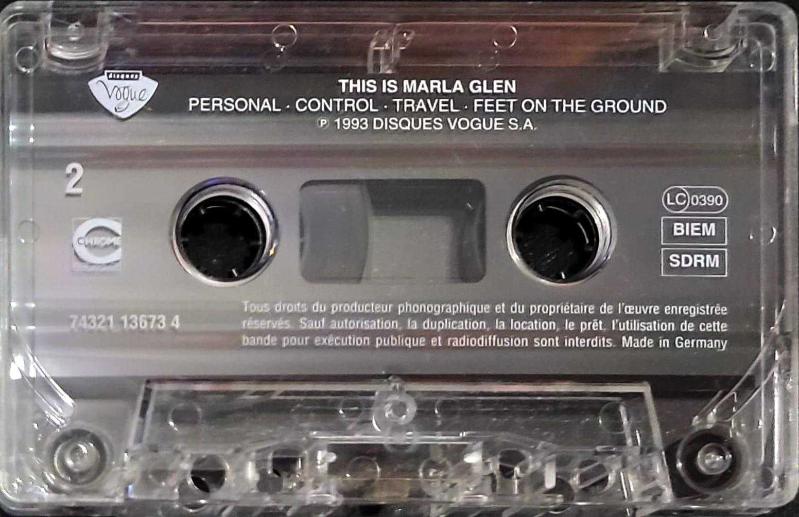 disques
Vogue
THIS IS MARLA GLEN
PERSONAL · CONTROL · TRAVEL · FEET ON THE GROUND
℗ 1993 DISQUES VOGUE S.A.
2
CHROME
LC 0390
BIEM
SDRM
74321 13673 4
Tous droits du producteur phonographique et du propriétaire de l'œuvre enregistrée
réservés. Sauf autorisation, la duplication, la location, le prêt, l'utilisation de cette
bande pour exécution publique et radiodiffusion sont interdits. Made in Germany